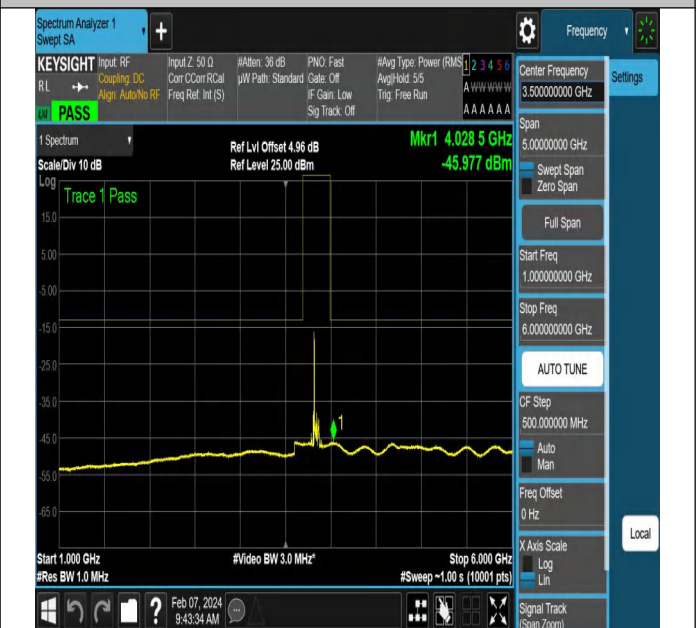 Spectrum Analyzer 1
Swept SA
+
Frequency
KEYSIGHT
Input: RF
Coupling: DC
Align: Auto/No RF
Input Z: 50 Ω
Corr CCorr RCal
Freq Ref: Int (S)
#Atten: 36 dB
µW Path: Standard
PNO: Fast
Gate: Off
IF Gain: Low
Sig Track: Off
#Avg Type: Power (RMS
Avg|Hold: 5/5
Trig: Free Run
1 2 3 4 5 6
A W W W W W
A A A A A A
RL
LXI
PASS
1 Spectrum
Scale/Div 10 dB
Ref Lvl Offset 4.96 dB
Ref Level 25.00 dBm
Mkr1 4.028 5 GHz
-45.977 dBm
Log
Trace 1 Pass
15.0
5.00
-5.00
-15.0
-25.0
-35.0
-45.0
-55.0
-65.0
1
Start 1.000 GHz
#Res BW 1.0 MHz
#Video BW 3.0 MHz*
Stop 6.000 GHz
#Sweep ~1.00 s (10001 pts)
?
Feb 07, 2024
9:43:34 AM
Center Frequency
3.500000000 GHz
Settings
Span
5.00000000 GHz
Swept Span
Zero Span
Full Span
Start Freq
1.000000000 GHz
Stop Freq
6.000000000 GHz
AUTO TUNE
CF Step
500.000000 MHz
Auto
Man
Freq Offset
0 Hz
Local
X Axis Scale
Log
Lin
Signal Track
(Span Zoom)